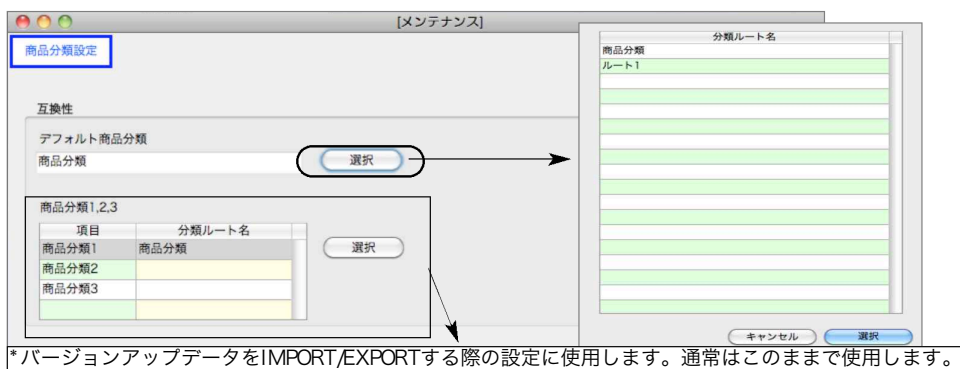 [メンテナンス]
商品分類設定
互換性
デフォルト商品分類
商品分類 選択
商品分類1,2,3
項目 分類ルート名
商品分類1 商品分類 選択
商品分類2
商品分類3
分類ルート名
商品分類
ルート1
キャンセル 選択
*バージョンアップデータをIMPORT/EXPORTする際の設定に使用します。通常はこのままで使用します。